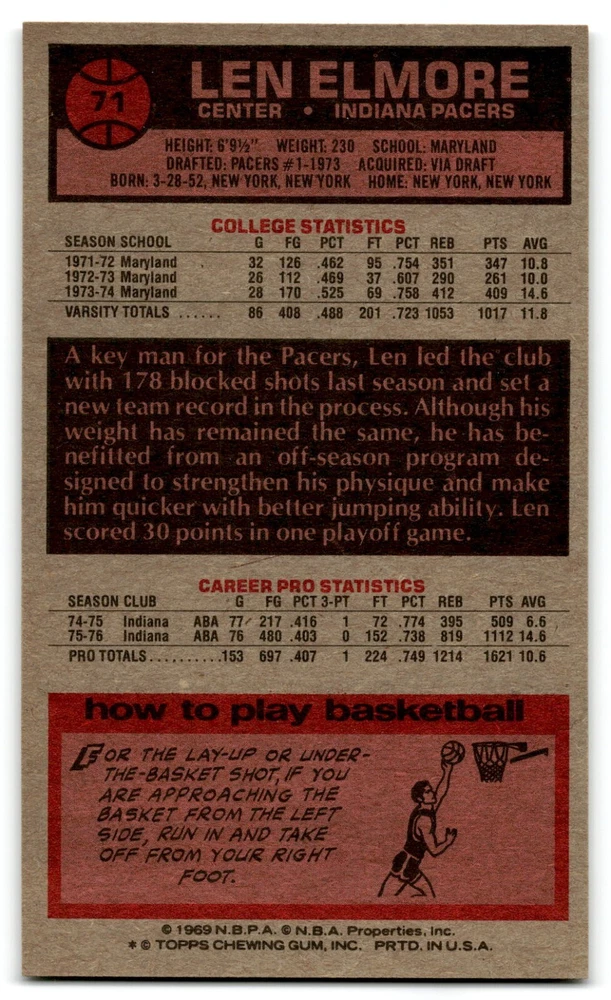 71
LEN ELMORE
CENTER • INDIANA PACERS
HEIGHT: 6'9½" WEIGHT: 230 SCHOOL: MARYLAND
DRAFTED: PACERS #1-1973 ACQUIRED: VIA DRAFT
BORN: 3-28-52, NEW YORK, NEW YORK HOME: NEW YORK, NEW YORK
COLLEGE STATISTICS
SEASON SCHOOL G FG PCT FT PCT REB PTS AVG
1971-72 Maryland 32 126 .462 95 .754 351 347 10.8
1972-73 Maryland 26 112 .469 37 .607 290 261 10.0
1973-74 Maryland 28 170 .525 69 .758 412 409 14.6
VARSITY TOTALS ...... 86 408 .488 201 .723 1053 1017 11.8
A key man for the Pacers, Len led the club
with 178 blocked shots last season and set a
new team record in the process. Although his
weight has remained the same, he has be-
nefitted from an off-season program de-
signed to strengthen his physique and make
him quicker with better jumping ability. Len
scored 30 points in one playoff game.
CAREER PRO STATISTICS
SEASON CLUB G FG PCT 3-PT FT PCT REB PTS AVG
74-75 Indiana ABA 77 217 .416 1 72 .774 395 509 6.6
75-76 Indiana ABA 76 480 .403 0 152 .738 819 1112 14.6
PRO TOTALS..........153 697 .407 1 224 .749 1214 1621 10.6
how to play basketball
FOR THE LAY-UP OR UNDER-
THE-BASKET SHOT, IF YOU
ARE APPROACHING THE
BASKET FROM THE LEFT
SIDE, RUN IN AND TAKE
OFF FROM YOUR RIGHT
FOOT.
© 1969 N.B.P.A. © N.B.A. Properties, Inc.
* © TOPPS CHEWING GUM, INC. PRTD. IN U.S.A.